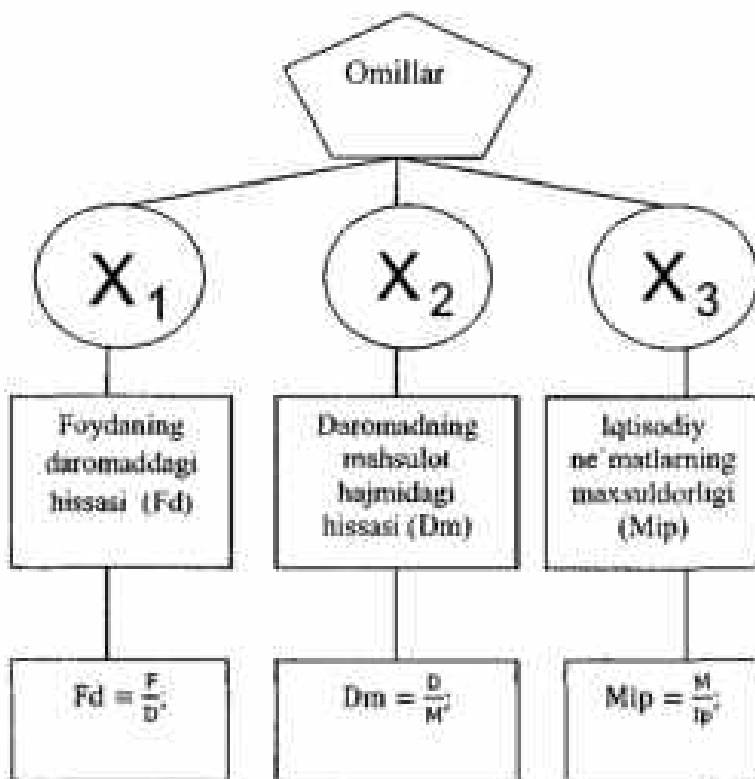 Omillar
X1
X2
X3
Foydaning
daromaddagi
hissasi (Fd)
Daromadning
mahsulot
hajmidagi
hissasi (Dm)
Iqtisodiy
ne'matlarning
maxsuldorligi
(Mip)
Fd = F/D;
Dm = D/M;
Mip = M/Ip;